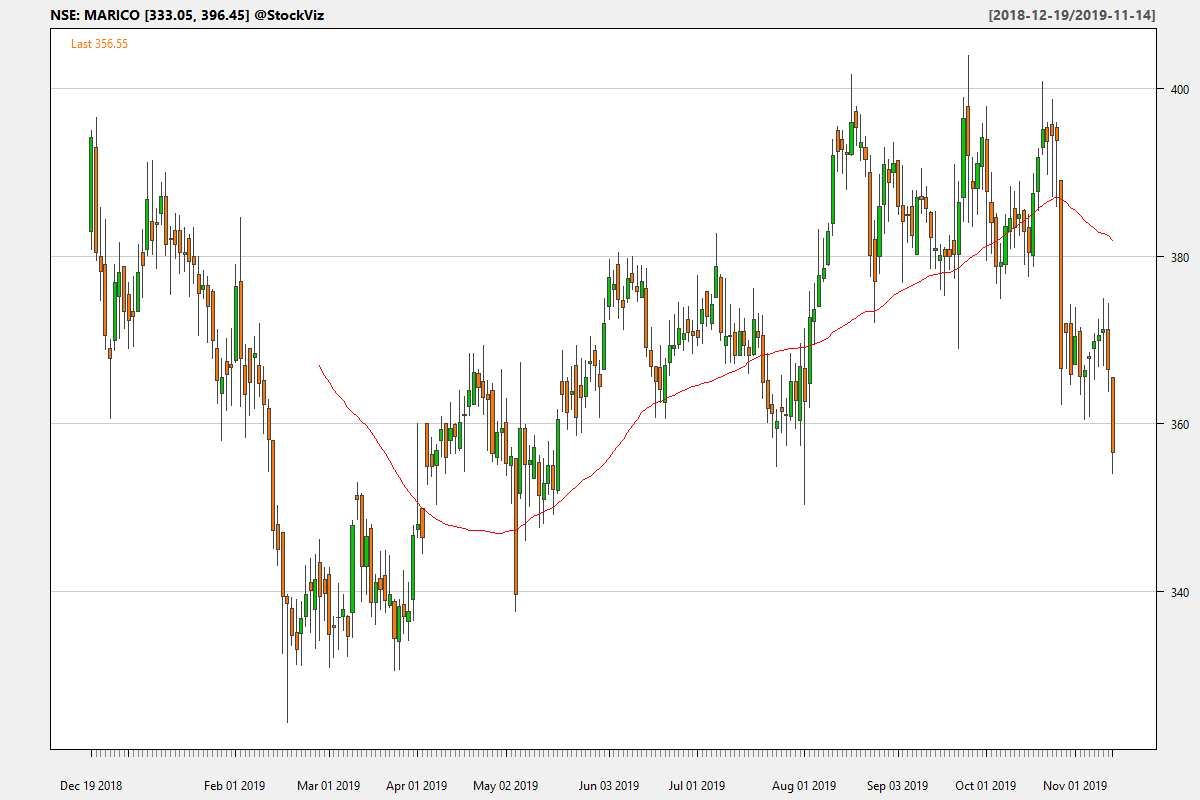 NSE: MARICO [333.05, 396.45] @StockViz
[2018-12-19/2019-11-14]
Last 356.55
400
380
360
340
Dec 19 2018
Feb 01 2019
Mar 01 2019
Apr 01 2019
May 02 2019
Jun 03 2019
Jul 01 2019
Aug 01 2019
Sep 03 2019
Oct 01 2019
Nov 01 2019